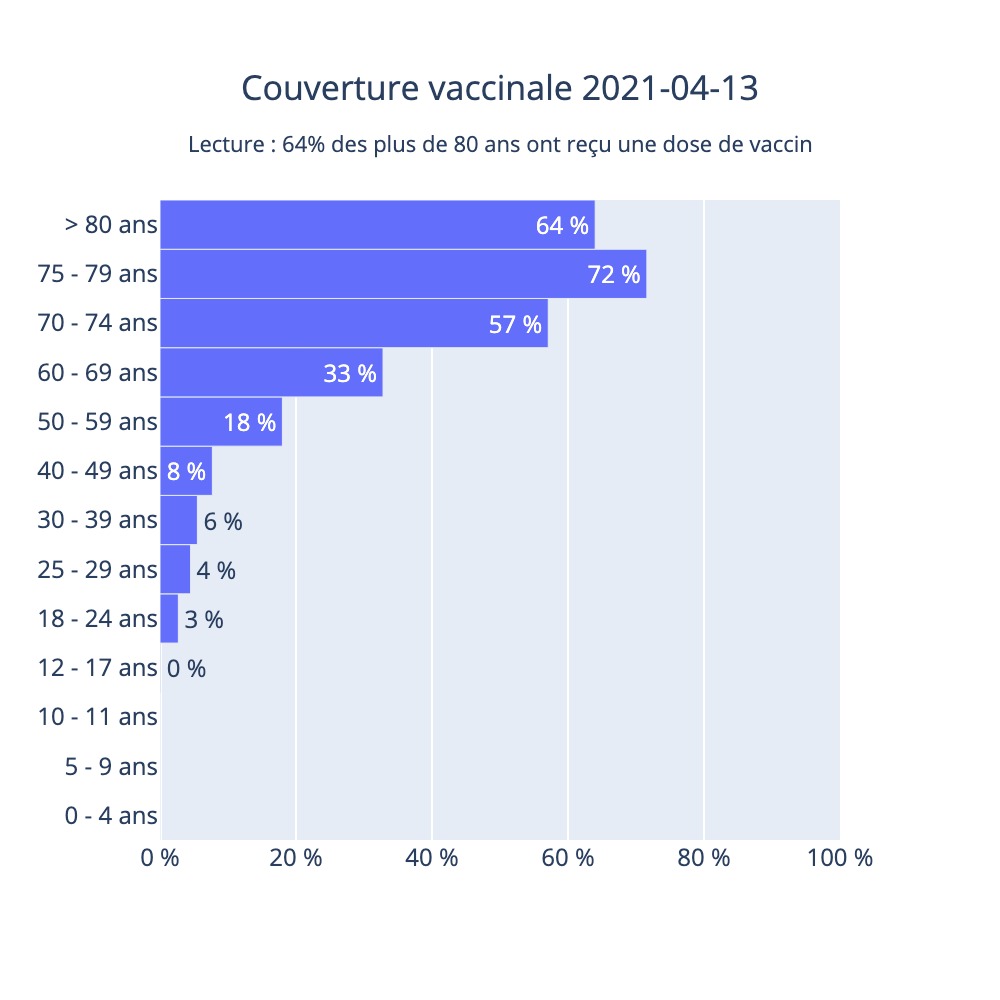 Couverture vaccinale 2021-04-13
Lecture : 64% des plus de 80 ans ont reçu une dose de vaccin
> 80 ans 64 %
75 - 79 ans 72 %
70 - 74 ans 57 %
60 - 69 ans 33 %
50 - 59 ans 18 %
40 - 49 ans 8 %
30 - 39 ans 6 %
25 - 29 ans 4 %
18 - 24 ans 3 %
12 - 17 ans 0 %
10 - 11 ans
5 - 9 ans
0 - 4 ans
0 % 20 % 40 % 60 % 80 % 100 %